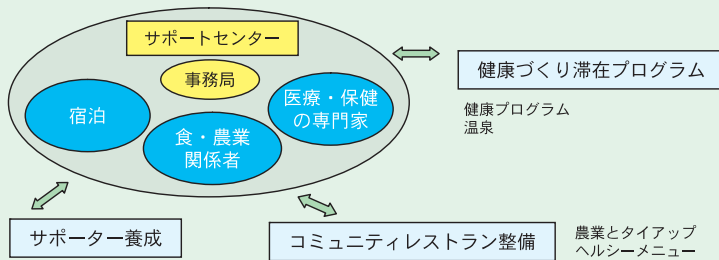 サポートセンター
事務局
宿泊
医療・保健
の専門家
食・農業
関係者
健康づくり滞在プログラム
健康プログラム
温泉
サポーター養成
コミュニティレストラン整備
農業とタイアップ
ヘルシーメニュー